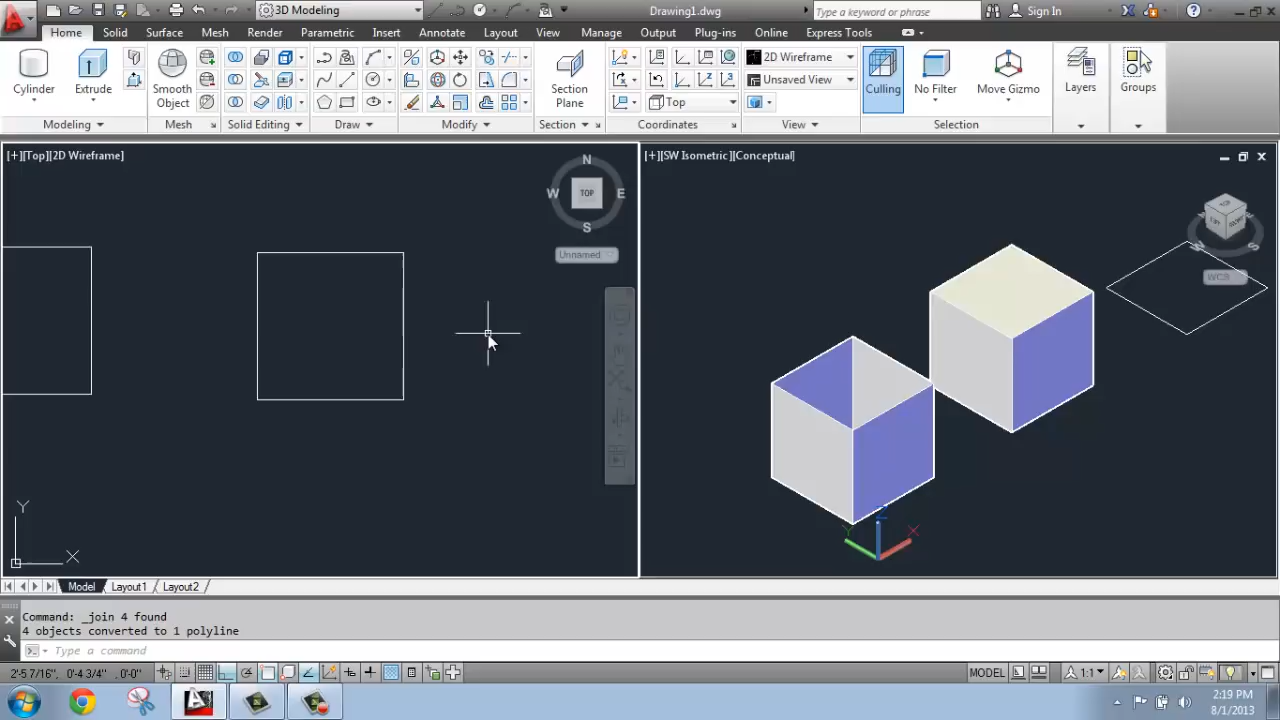 3D Modeling
Drawing1.dwg
Type a keyword or phrase
Sign In
Home Solid Surface Mesh Render Parametric Insert Annotate Layout View Manage Output Plug-ins Online Express Tools
Cylinder
Extrude
Smooth
Object
Section
Plane
2D Wireframe
Unsaved View
Top
Culling
No Filter
Move Gizmo
Layers
Groups
Modeling
Mesh
Solid Editing
Draw
Modify
Section
Coordinates
View
Selection
[+][Top][2D Wireframe]
N
W
TOP
E
S
Unnamed
Y
X
[+][SW Isometric][Conceptual]
W
S
WCS
Y
Z
X
Model Layout1 Layout2
Command: _join 4 found
4 objects converted to 1 polyline
Type a command
2'-5 7/16", 0'-4 3/4", 0'-0"
MODEL
1:1
2:19 PM
8/1/2013